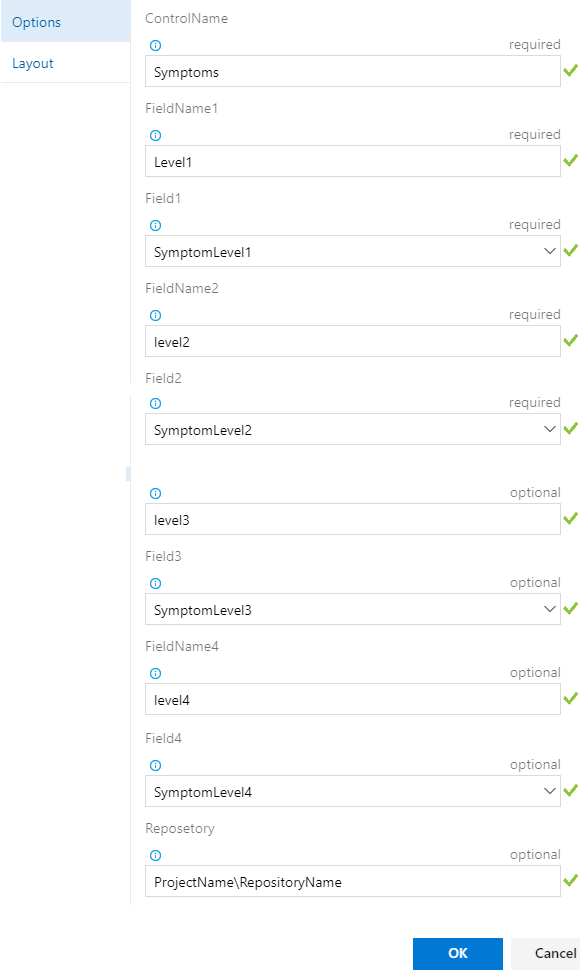 Options
Layout
ControlName
required
Symptoms
FieldName1
required
Level1
Field1
required
SymptomLevel1
FieldName2
required
level2
Field2
required
SymptomLevel2
optional
level3
Field3
optional
SymptomLevel3
FieldName4
optional
level4
Field4
optional
SymptomLevel4
Reposetory
optional
ProjectName\RepositoryName
OK Cancel